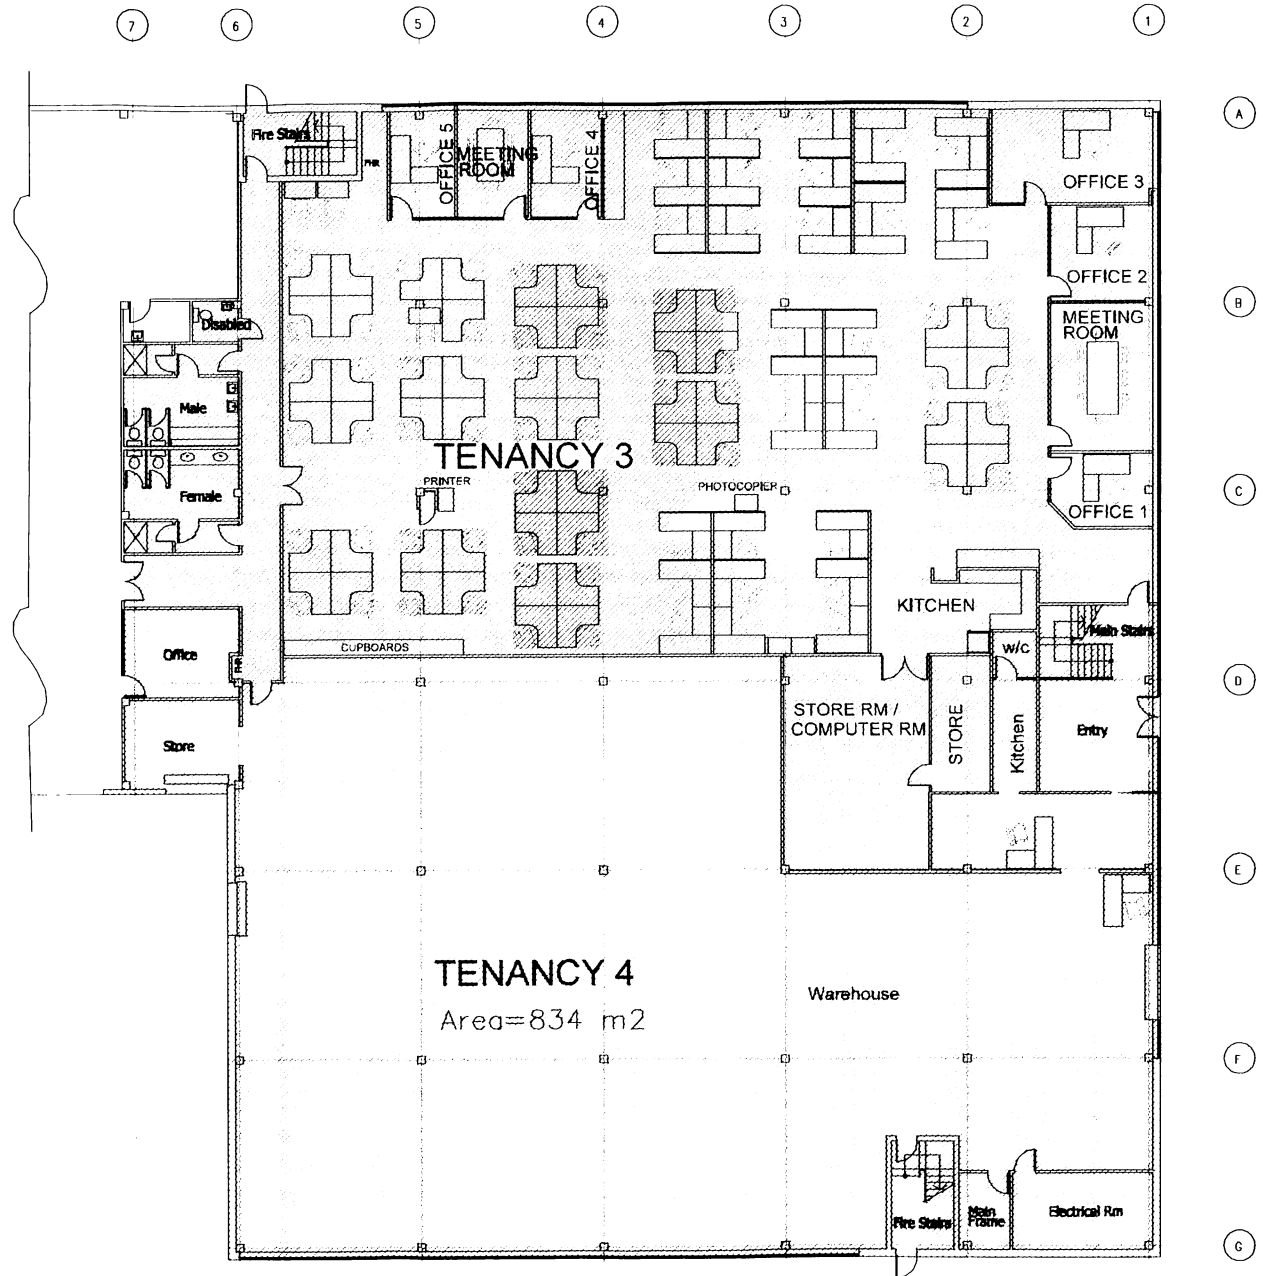 7
6
5
4
3
2
1
A
Fire Stairs
FHR
OFFICE 5
MEETING
ROOM
OFFICE 4
OFFICE 3
OFFICE 2
B
Disabled
MEETING
ROOM
Male
TENANCY 3
PRINTER
PHOTOCOPIER
Female
C
OFFICE 1
KITCHEN
Main Stairs
CUPBOARDS
W/C
Office
FHR
D
STORE RM /
COMPUTER RM
STORE
Kitchen
Entry
Store
E
TENANCY 4
Warehouse
Area=834 m2
F
Fire Stairs
Main
Frame
Electrical Rm
G